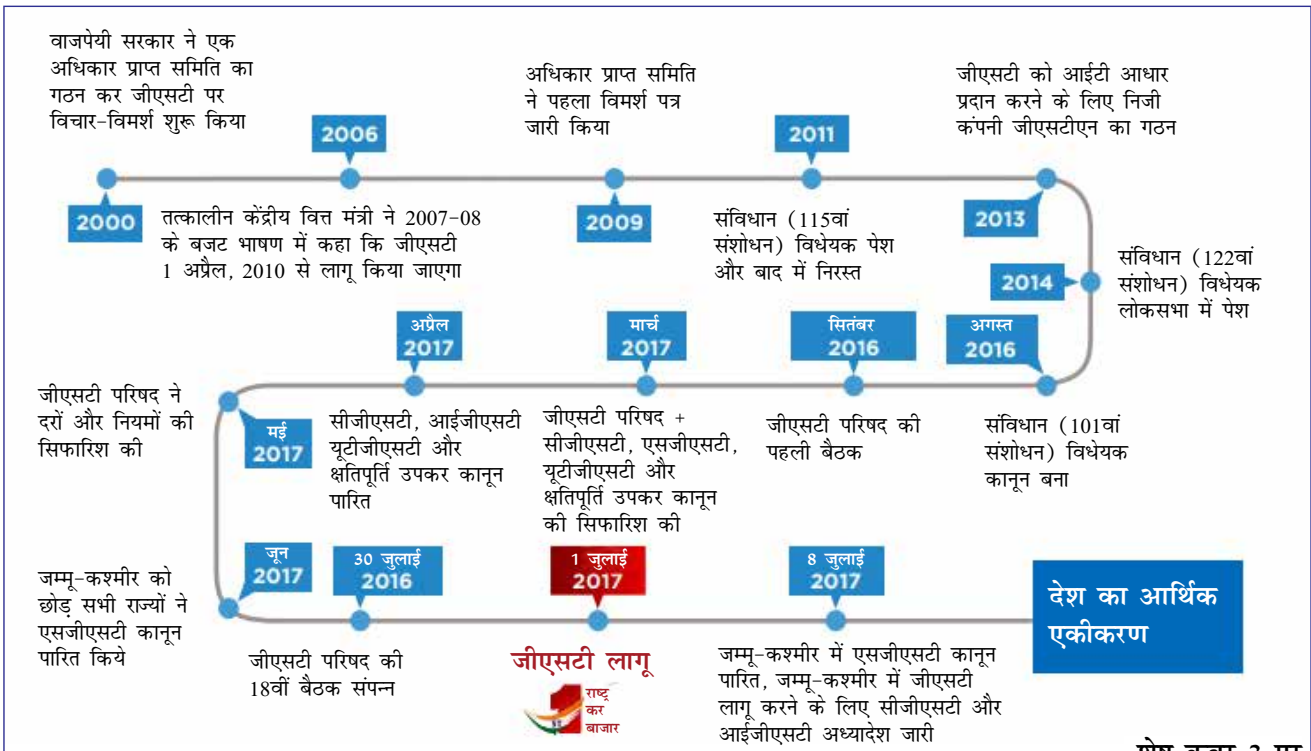 वाजपेयी सरकार ने एक
अधिकार प्राप्त समिति का
गठन कर जीएसटी पर
विचार-विमर्श शुरू किया
2000
2006
तत्कालीन केंद्रीय वित्त मंत्री ने 2007-08
के बजट भाषण में कहा कि जीएसटी
1 अप्रैल, 2010 से लागू किया जाएगा
अधिकार प्राप्त समिति
ने पहला विमर्श पत्र
जारी किया
2009
2011
संविधान (115वां
संशोधन) विधेयक पेश
और बाद में निरस्त
जीएसटी को आईटी आधार
प्रदान करने के लिए निजी
कंपनी जीएसटीएन का गठन
2013
2014
संविधान (122वां
संशोधन) विधेयक
लोकसभा में पेश
अगस्त
2016
संविधान (101वां
संशोधन) विधेयक
कानून बना
सितंबर
2016
जीएसटी परिषद की
पहली बैठक
मार्च
2017
जीएसटी परिषद +
सीजीएसटी, एसजीएसटी,
यूटीजीएसटी और
क्षतिपूर्ति उपकर कानून
की सिफारिश की
अप्रैल
2017
सीजीएसटी, आईजीएसटी
यूटीजीएसटी और
क्षतिपूर्ति उपकर कानून
पारित
जीएसटी परिषद ने
दरों और नियमों की
सिफारिश की
मई
2017
जून
2017
जम्मू-कश्मीर को
छोड़ सभी राज्यों ने
एसजीएसटी कानून
पारित किये
30 जुलाई
2016
जीएसटी परिषद की
18वीं बैठक संपन्न
1 जुलाई
2017
जीएसटी लागू
1
राष्ट्र
कर
बाजार
8 जुलाई
2017
जम्मू-कश्मीर में एसजीएसटी कानून
पारित, जम्मू-कश्मीर में जीएसटी
लागू करने के लिए सीजीएसटी और
आईजीएसटी अध्यादेश जारी
देश का आर्थिक
एकीकरण